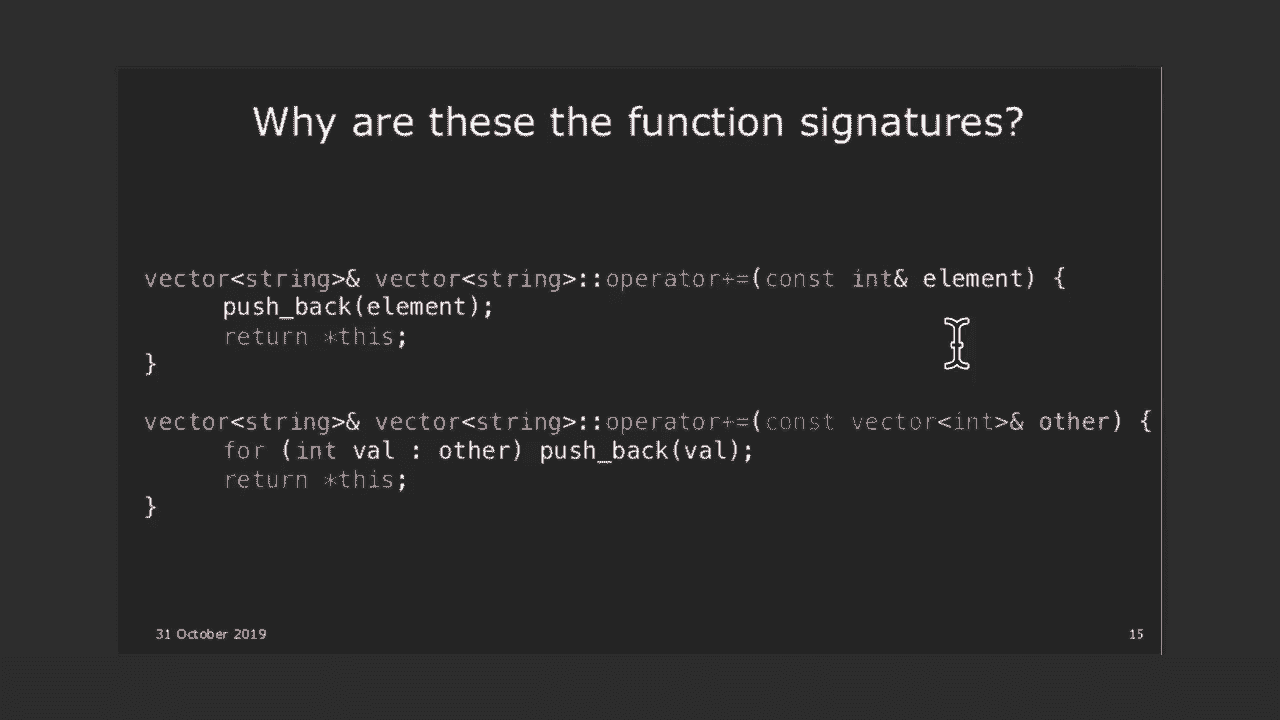 Why are these the function signatures?
vector<string>& vector<string>::operator+=(const int& element) {
push_back(element);
return *this;
}
vector<string>& vector<string>::operator+=(const vector<int>& other) {
for (int val : other) push_back(val);
return *this;
}
31 October 2019
15